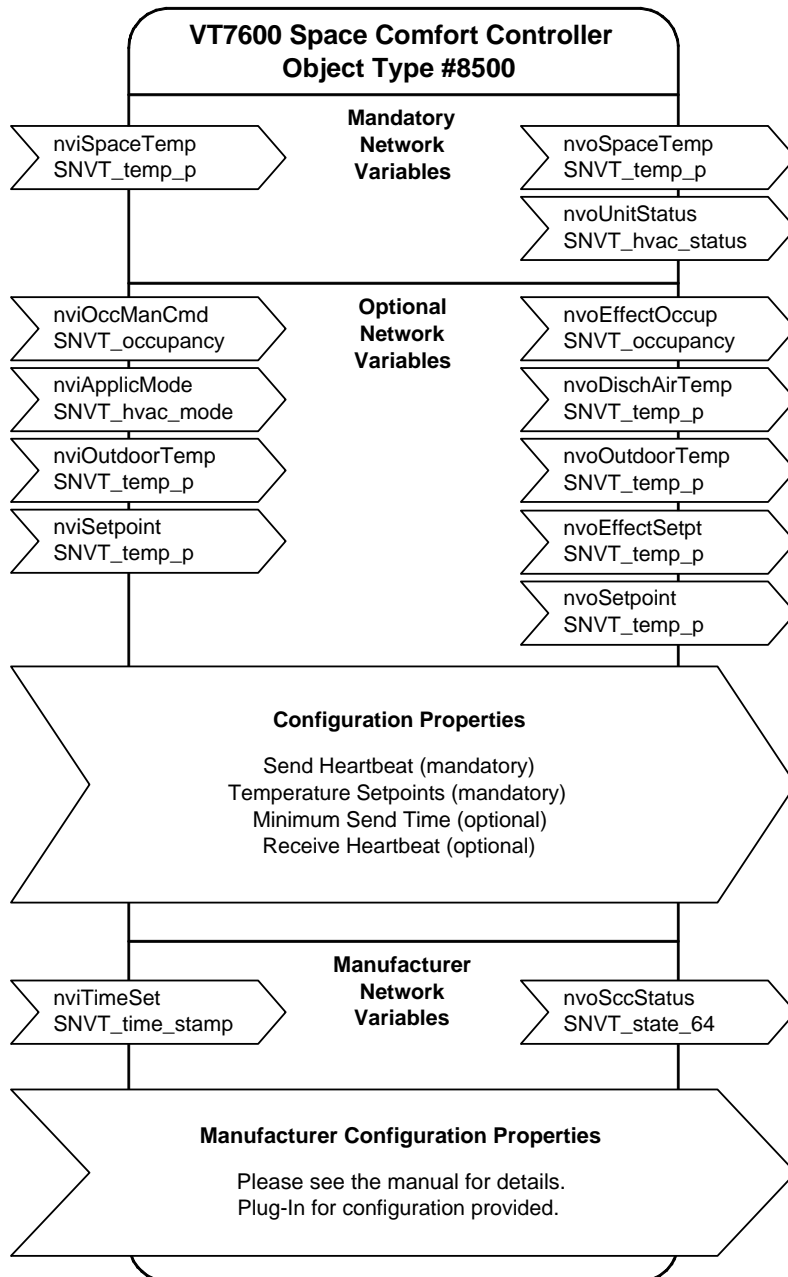 VT7600 Space Comfort Controller
Object Type #8500
Mandatory
Network
Variables
nviSpaceTemp
SNVT_temp_p
nvoSpaceTemp
SNVT_temp_p
nvoUnitStatus
SNVT_hvac_status
Optional
Network
Variables
nviOccManCmd
SNVT_occupancy
nviApplicMode
SNVT_hvac_mode
nviOutdoorTemp
SNVT_temp_p
nviSetpoint
SNVT_temp_p
nvoEffectOccup
SNVT_occupancy
nvoDischAirTemp
SNVT_temp_p
nvoOutdoorTemp
SNVT_temp_p
nvoEffectSetpt
SNVT_temp_p
nvoSetpoint
SNVT_temp_p
Configuration Properties
Send Heartbeat (mandatory)
Temperature Setpoints (mandatory)
Minimum Send Time (optional)
Receive Heartbeat (optional)
Manufacturer
Network
Variables
nviTimeSet
SNVT_time_stamp
nvoSccStatus
SNVT_state_64
Manufacturer Configuration Properties
Please see the manual for details.
Plug-In for configuration provided.